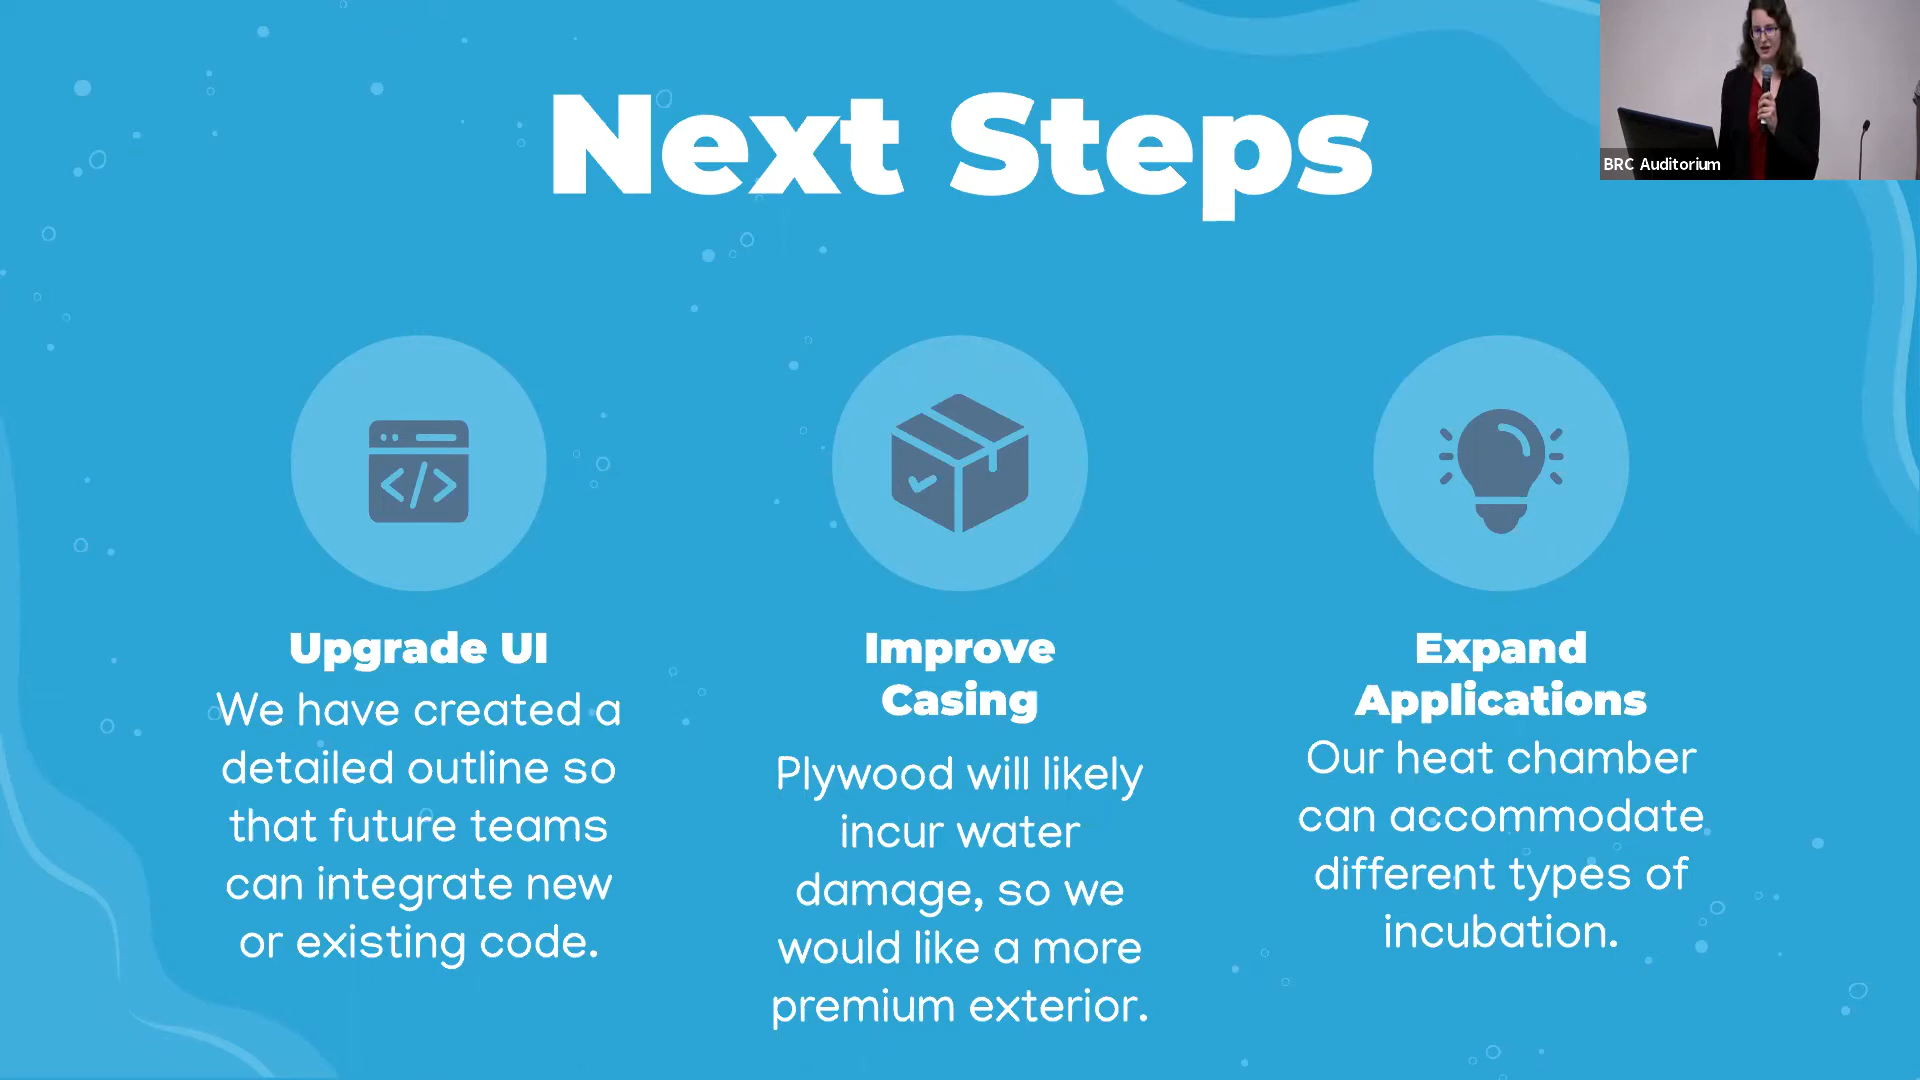 Next Steps
BRC Auditorium
</>
Upgrade UI
We have created a
detailed outline so
that future teams
can integrate new
or existing code.
Improve
Casing
Plywood will likely
incur water
damage, so we
would like a more
premium exterior.
Expand
Applications
Our heat chamber
can accommodate
different types of
incubation.